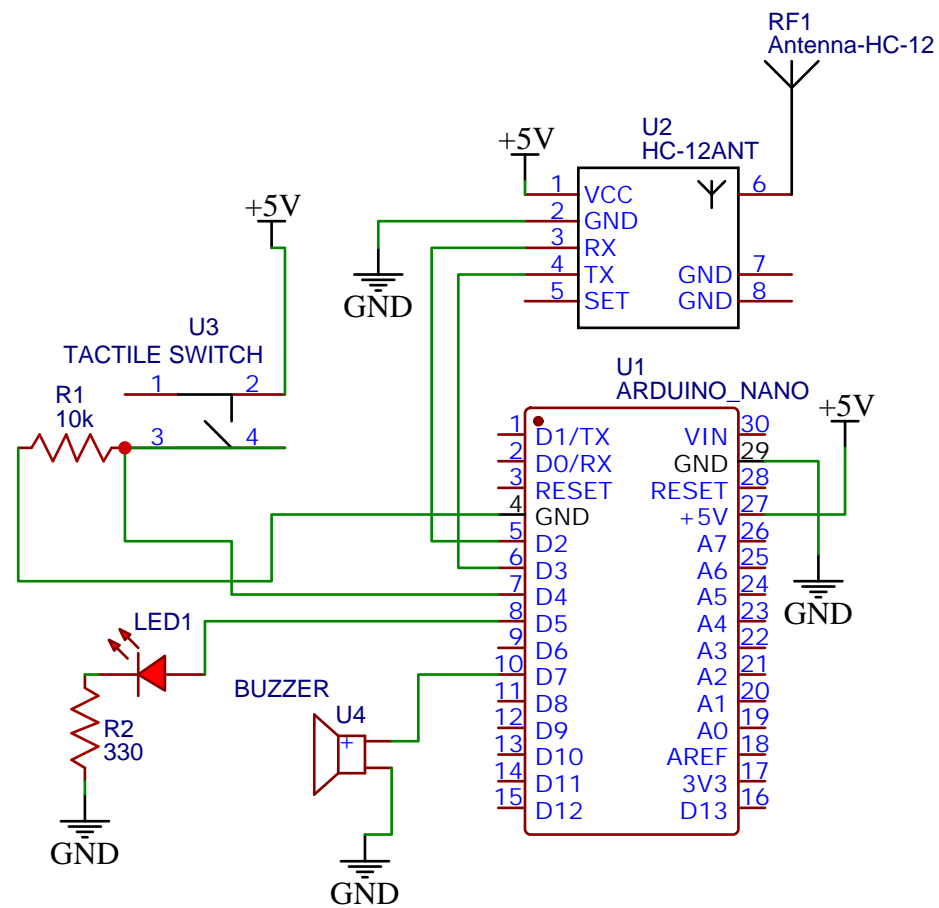 RF1
Antenna-HC-12
U2
HC-12ANT
+5V
1 VCC
2 GND
3 RX
4 TX
5 SET
6
GND 7
GND 8
GND
+5V
U3
TACTILE SWITCH
1 2
3 4
R1
10k
U1
ARDUINO_NANO
+5V
1 D1/TX
2 D0/RX
3 RESET
4 GND
5 D2
6 D3
7 D4
8 D5
9 D6
10 D7
11 D8
12 D9
13 D10
14 D11
15 D12
VIN 30
GND 29
RESET 28
+5V 27
A7 26
A6 25
A5 24
A4 23
A3 22
A2 21
A1 20
A0 19
AREF 18
3V3 17
D13 16
GND
LED1
R2
330
GND
BUZZER
U4
+
GND